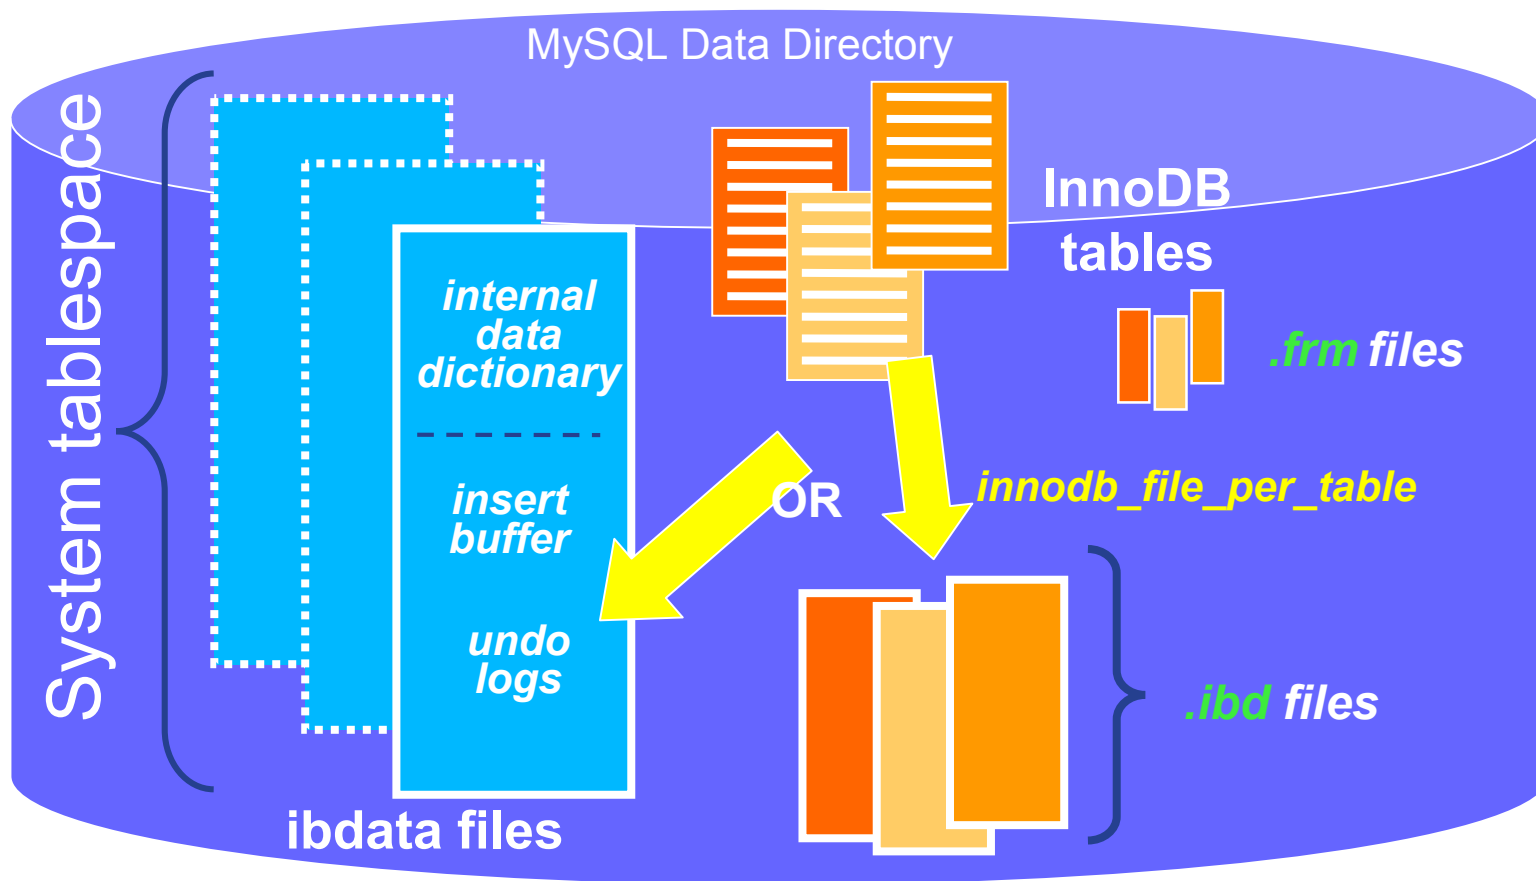 MySQL Data Directory
System tablespace
internal
data
dictionary
insert
buffer
undo
logs
ibdata files
InnoDB
tables
.frm files
OR
innodb_file_per_table
.ibd files